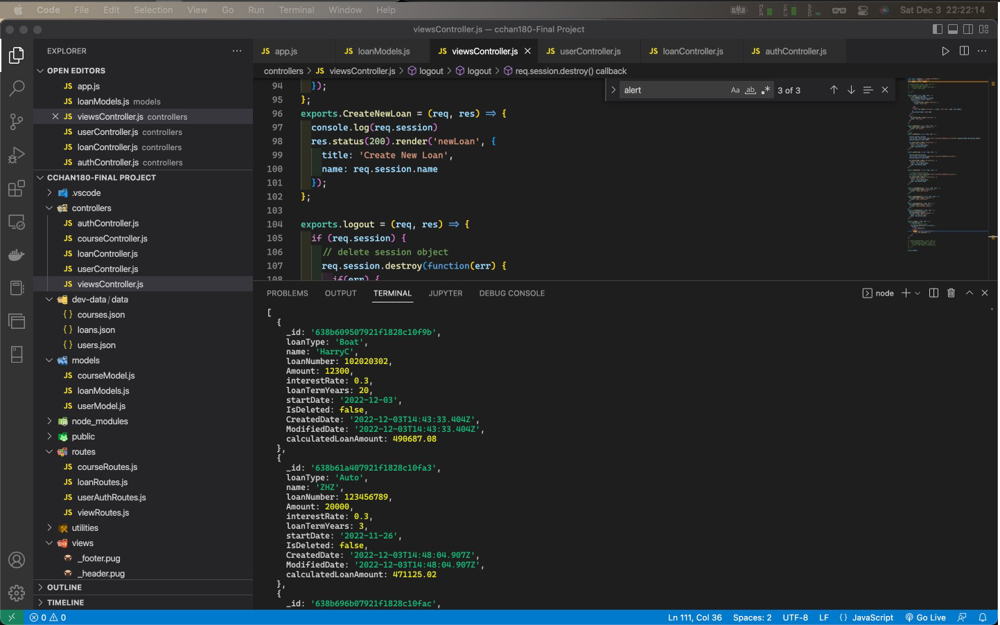 Code File Edit Selection View Go Run Terminal Window Help Sat Dec 3 22:22:14
viewsController.js — cchan180-Final Project
EXPLORER
JS app.js JS loanModels.js JS viewsController.js JS userController.js JS loanController.js JS authController.js
OPEN EDITORS
JS app.js
JS loanModels.js models
JS viewsController.js controllers
JS userController.js controllers
JS loanController.js controllers
JS authController.js controllers
CCHAN180-FINAL PROJECT
.vscode
controllers
JS authController.js
JS courseController.js
JS loanController.js
JS userController.js
JS viewsController.js
dev-data/data
{ } courses.json
{ } loans.json
{ } users.json
models
JS courseModel.js
JS loanModels.js
JS userModel.js
node_modules
public
routes
JS courseRoutes.js
JS loanRoutes.js
JS userAuthRoutes.js
JS viewRoutes.js
utilities
views
_footer.pug
_header.pug
OUTLINE
TIMELINE
controllers > JS viewsController.js > logout > logout > req.session.destroy() callback
alert Aa ab 3 of 3
94 });
95 };
96 exports.CreateNewLoan = (req, res) => {
97 console.log(req.session)
98 res.status(200).render('newLoan', {
99 title: 'Create New Loan',
100 name: req.session.name
101 });
102 };
103
104 exports.logout = (req, res) => {
105 if (req.session) {
106 // delete session object
107 req.session.destroy(function(err) {
108 if(err) {
PROBLEMS OUTPUT TERMINAL JUPYTER DEBUG CONSOLE node
[
{
_id: '638b609507921f1828c10f9b',
loanType: 'Boat',
name: 'HarryC',
loanNumber: 102020302,
Amount: 12300,
interestRate: 0.3,
loanTermYears: 20,
startDate: '2022-12-03',
IsDeleted: false,
CreatedDate: '2022-12-03T14:43:33.404Z',
ModifiedDate: '2022-12-03T14:43:33.404Z',
calculatedLoanAmount: 490687.08
},
{
_id: '638b61a407921f1828c10fa3',
loanType: 'Auto',
name: 'ZHZ',
loanNumber: 123456789,
Amount: 20000,
interestRate: 0.3,
loanTermYears: 3,
startDate: '2022-11-26',
IsDeleted: false,
CreatedDate: '2022-12-03T14:48:04.907Z',
ModifiedDate: '2022-12-03T14:48:04.907Z',
calculatedLoanAmount: 471125.02
},
{
_id: '638b696b07921f1828c10fac',
0 0 Ln 111, Col 36 Spaces: 2 UTF-8 LF { } JavaScript Go Live